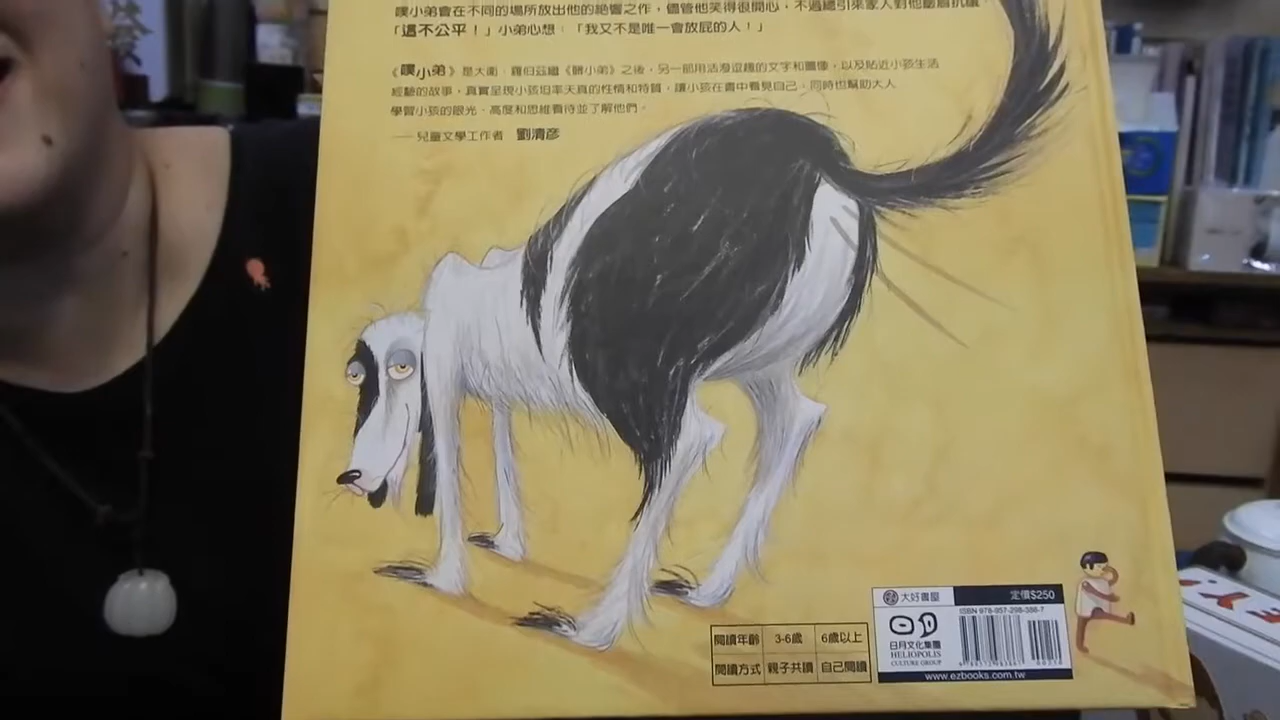 噗小弟會在不同的場所放出他的絕響之作，儘管他笑得很開心，不過總引來家人對他皺眉抗議
「這不公平！」小弟心想：「我又不是唯一會放屁的人！」
《噗小弟》是大衛．羅伯茲繼《髒小弟》之後，另一部用活潑逗趣的文字和圖像，以及貼近小孩生活
經驗的故事，真實呈現小孩坦率天真的性情和特質，讓小孩在書中看見自己，同時也幫助大人
學習小孩的眼光、高度和思維看待並了解他們。
——兒童文學工作者 劉清彥
大好書屋 定價$250
ISBN 978-957-298-388-7
日月文化集團
HELIOPOLIS
CULTURE GROUP
www.ezbooks.com.tw
閱讀年齡 3-6歲 6歲以上
閱讀方式 親子共讀 自己閱讀